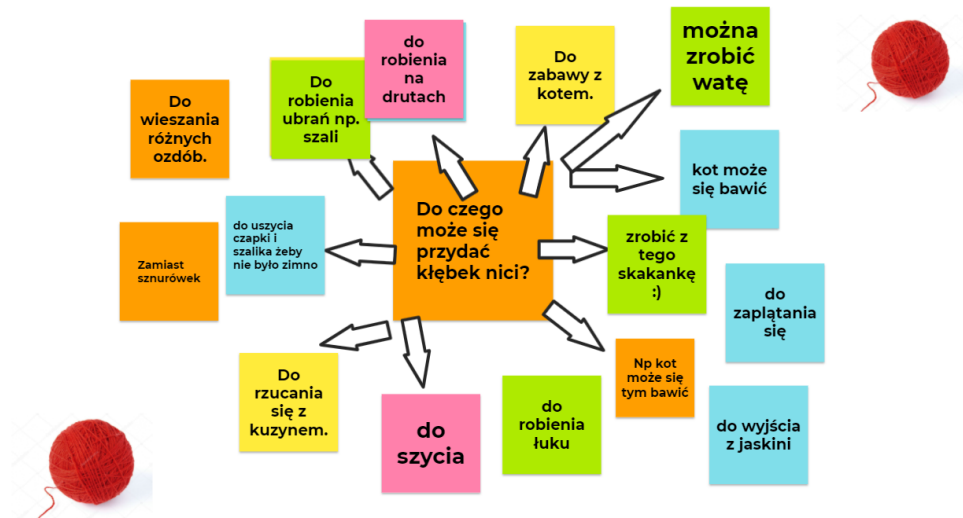 do
robienia
na
drutach
Do
zabawy z
kotem.
można
zrobić
watę
Do
wieszania
różnych
ozdób.
Do
robienia
ubrań np.
szali
kot może
się bawić
Do czego
może się
przydać
kłębek nici?
do uszycia
czapki i
szalika żeby
nie było zimno
Zamiast
sznurówek
zrobić z
tego
skakankę
:)
do
zaplątania
się
Np kot
może się
tym bawić
Do
rzucania
się z
kuzynem.
do
szycia
do
robienia
łuku
do wyjścia
z jaskini